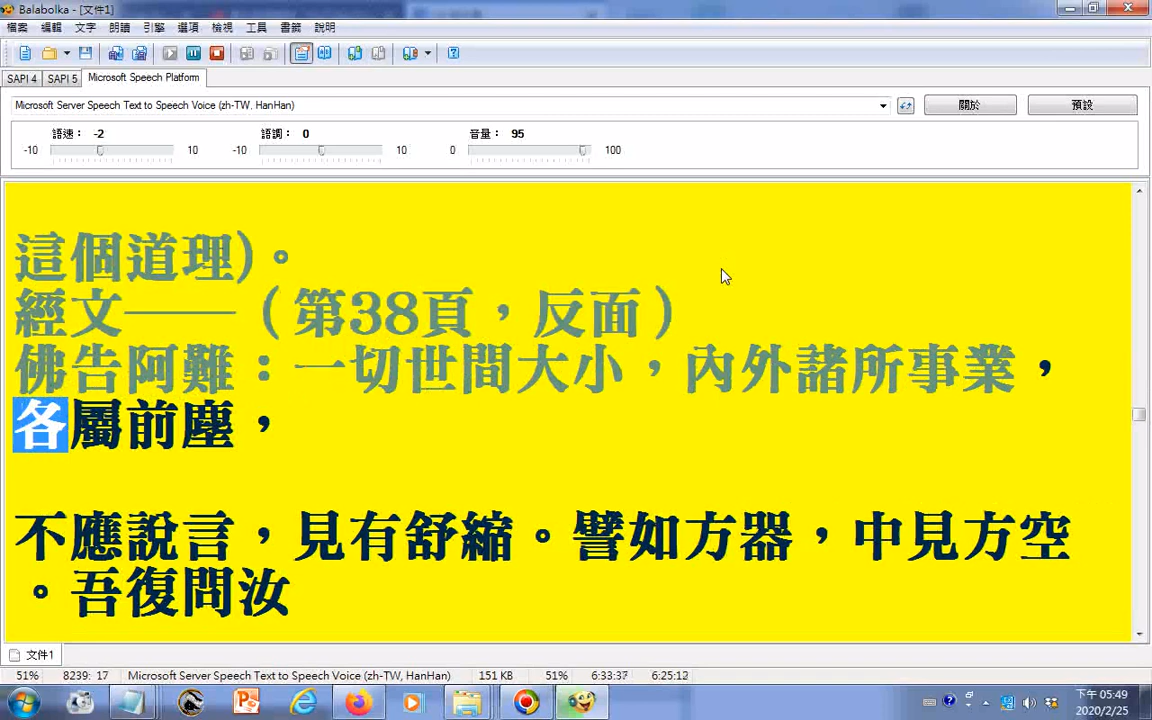 Balabolka - [文件1]
檔案 編輯 文字 朗讀 引擎 選項 檢視 工具 書籤 說明
SAPI 4 SAPI 5 Microsoft Speech Platform
Microsoft Server Speech Text to Speech Voice (zh-TW, HanHan) 關於 預設
語速： -2 語調： 0 音量： 95
-10 10 -10 10 0 100
這個道理)。
經文——（第38頁，反面）
佛告阿難：一切世間大小，內外諸所事業，
各屬前塵，
不應說言，見有舒縮。譬如方器，中見方空
。吾復問汝
文件1
51% 8239: 17 Microsoft Server Speech Text to Speech Voice (zh-TW, HanHan) 151 KB 51% 6:33:37 6:25:12
下午 05:49
2020/2/25